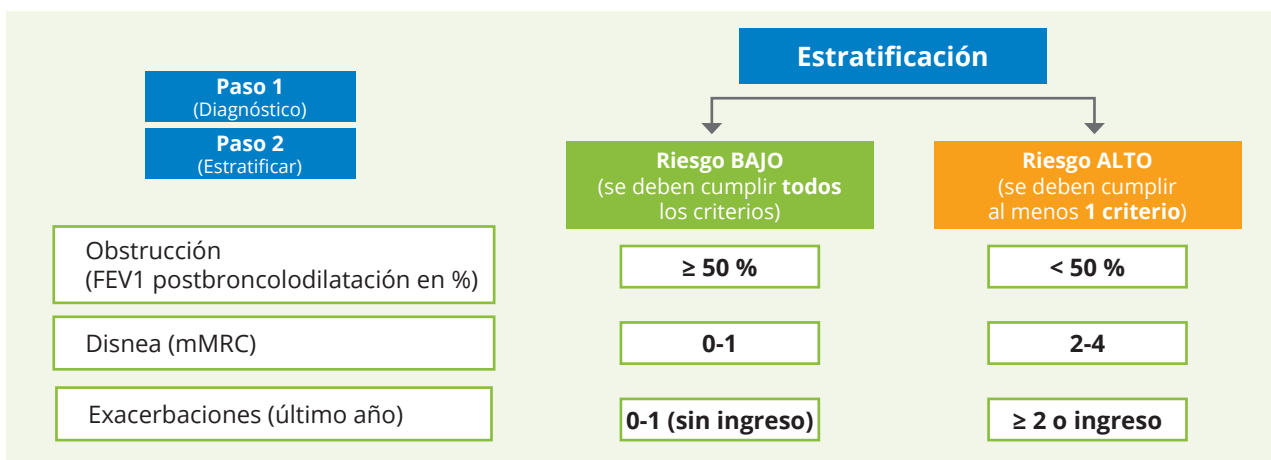 Estratificación
Paso 1
(Diagnóstico)
Paso 2
(Estratificar)
Riesgo BAJO
(se deben cumplir todos
los criterios)
Riesgo ALTO
(se deben cumplir
al menos 1 criterio)
Obstrucción
(FEV1 postbroncolodilatación en %)
≥ 50 %
< 50 %
Disnea (mMRC)
0-1
2-4
Exacerbaciones (último año)
0-1 (sin ingreso)
≥ 2 o ingreso